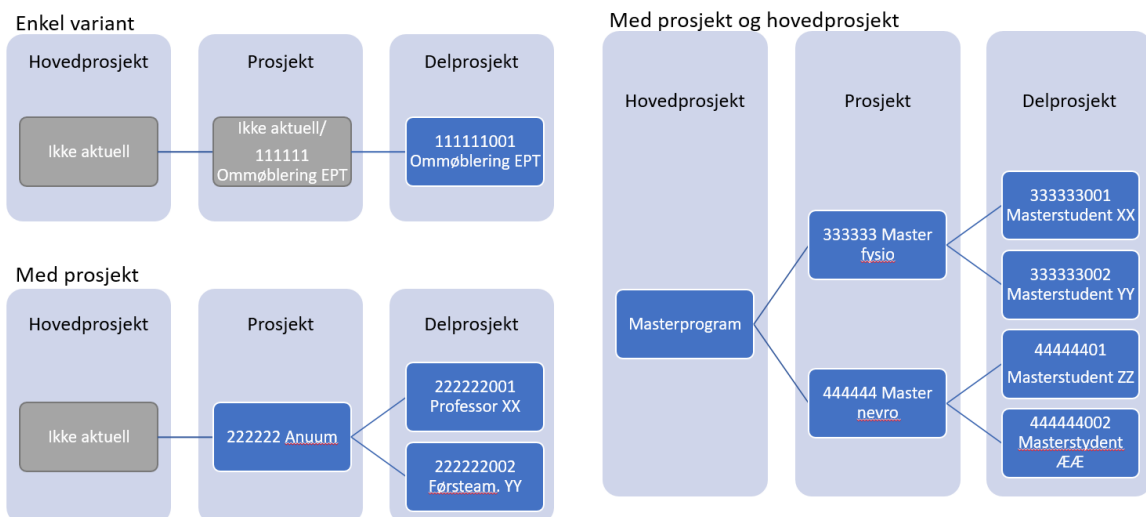 Enkel variant
Hovedprosjekt
Prosjekt
Delprosjekt
Ikke aktuell
Ikke aktuell/
111111
Ommøblering EPT
111111001
Ommøblering EPT
Med prosjekt
Hovedprosjekt
Prosjekt
Delprosjekt
Ikke aktuell
222222 Anuum
222222001
Professor XX
222222002
Førsteam. YY
Med prosjekt og hovedprosjekt
Hovedprosjekt
Prosjekt
Delprosjekt
Masterprogram
333333 Master
fysio
444444 Master
nevro
333333001
Masterstudent XX
333333002
Masterstudent YY
44444401
Masterstudent ZZ
444444002
Masterstydent
ÆÆ